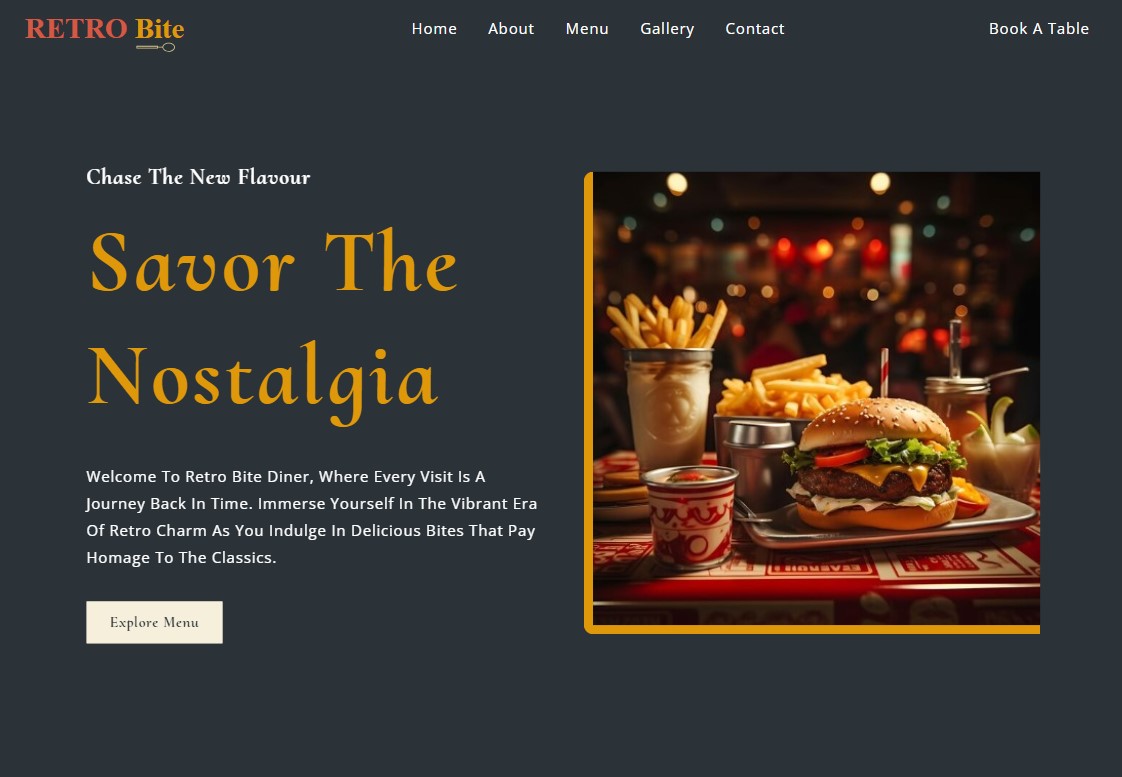 RETRO Bite
Home About Menu Gallery Contact Book A Table
Chase The New Flavour
Savor The
Nostalgia
Welcome To Retro Bite Diner, Where Every Visit Is A
Journey Back In Time. Immerse Yourself In The Vibrant Era
Of Retro Charm As You Indulge In Delicious Bites That Pay
Homage To The Classics.
Explore Menu